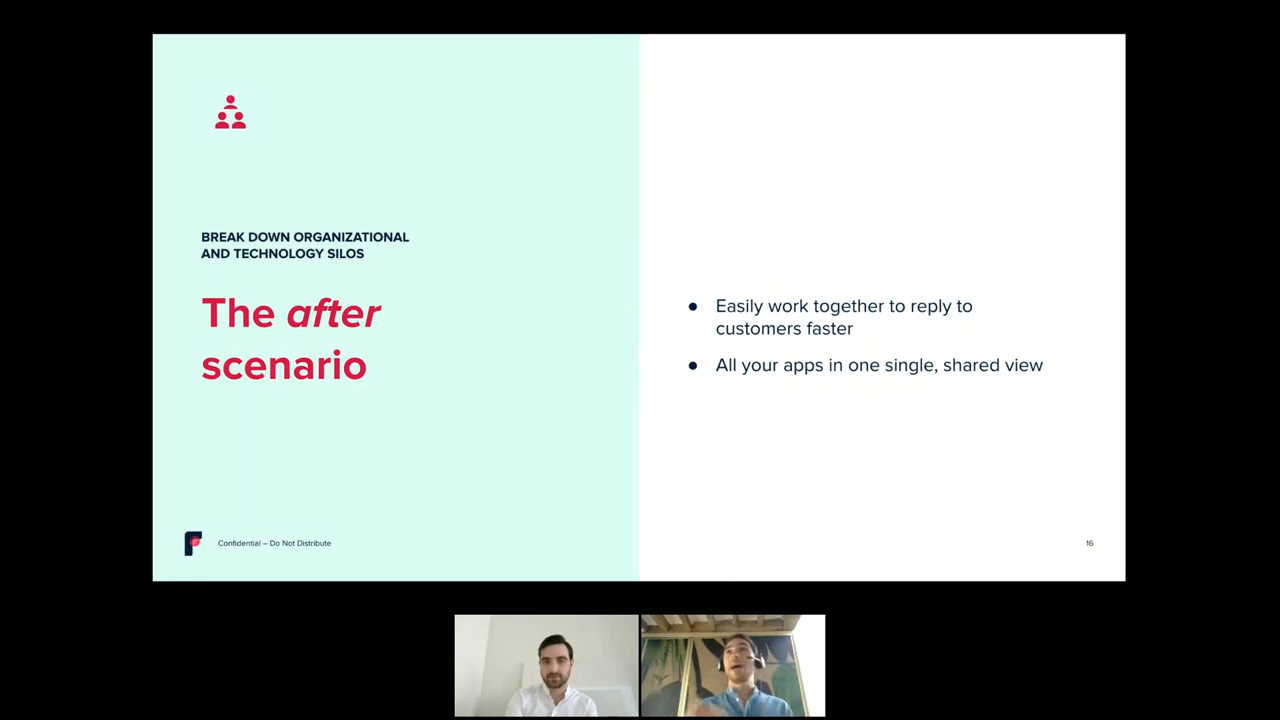 BREAK DOWN ORGANIZATIONAL
AND TECHNOLOGY SILOS
The after
scenario
● Easily work together to reply to
customers faster
● All your apps in one single, shared view
Confidential – Do Not Distribute
16